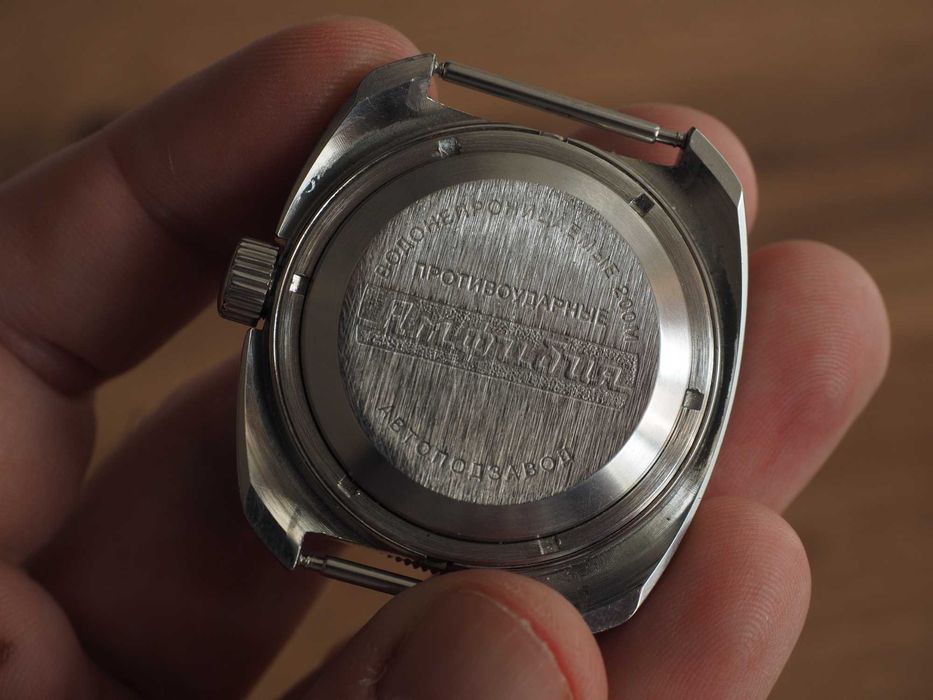 ВОДОНЕПРОНИЦАЕМЫЕ 200М
ПРОТИВОУДАРНЫЕ
Амфибия
АВТОПОДЗАВОД